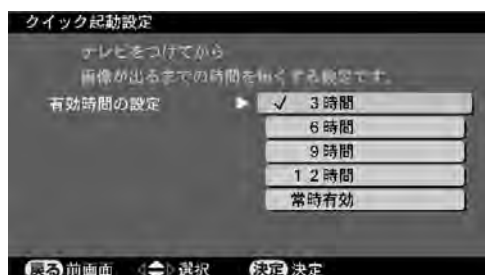 クイック起動設定
テレビをつけてから
画像が出るまでの時間を短くする設定です。
有効時間の設定 ▶ ✓ 3時間
6時間
9時間
12時間
常時有効
戻る 前画面 選択 決定 決定